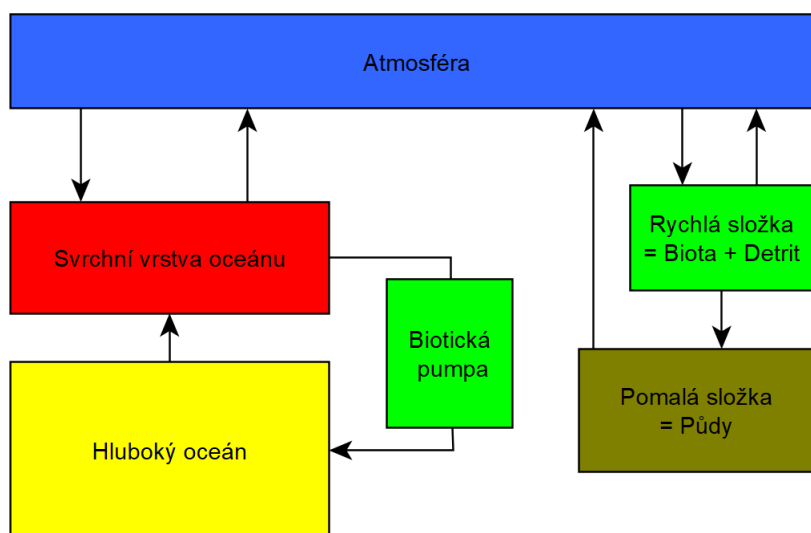 Atmosféra
Svrchní vrstva oceánu
Rychlá složka
= Biota + Detrit
Biotická
pumpa
Hluboký oceán
Pomalá složka
= Půdy